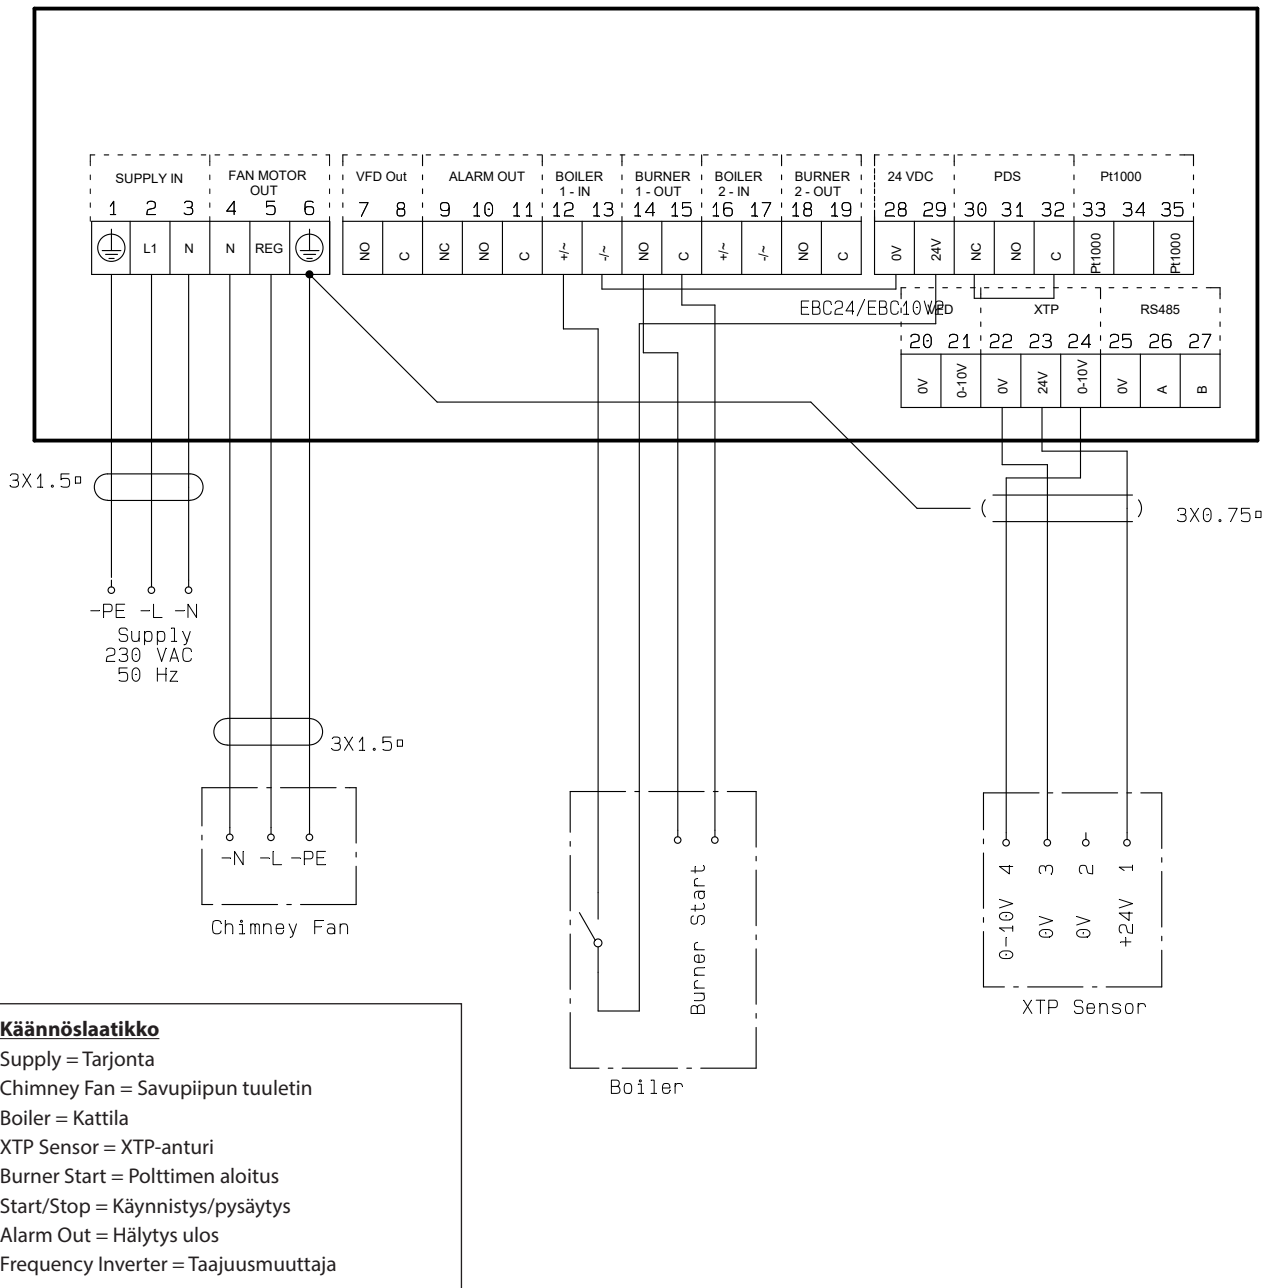 SUPPLY IN FAN MOTOR OUT VFD Out ALARM OUT BOILER 1 - IN BURNER 1 - OUT BOILER 2 - IN BURNER 2 - OUT 24 VDC PDS Pt1000
1 2 3 4 5 6 7 8 9 10 11 12 13 14 15 16 17 18 19 28 29 30 31 32 33 34 35
L1 N N REG NO C NC NO C +/~ -/~ NO C +/~ -/~ NO C 0V 24V NC NO C Pt1000 Pt1000
EBC24/EBC10V2
VFD XTP RS485
20 21 22 23 24 25 26 27
0V 0-10V 0V 24V 0-10V 0V A B
3X1.5▫
3X0.75▫
-PE -L -N
Supply
230 VAC
50 Hz
3X1.5▫
-N -L -PE
Chimney Fan
Burner Start
Boiler
4 3 2 1
0-10V 0V 0V +24V
XTP Sensor
Käännöslaatikko
Supply = Tarjonta
Chimney Fan = Savupiipun tuuletin
Boiler = Kattila
XTP Sensor = XTP-anturi
Burner Start = Polttimen aloitus
Start/Stop = Käynnistys/pysäytys
Alarm Out = Hälytys ulos
Frequency Inverter = Taajuusmuuttaja